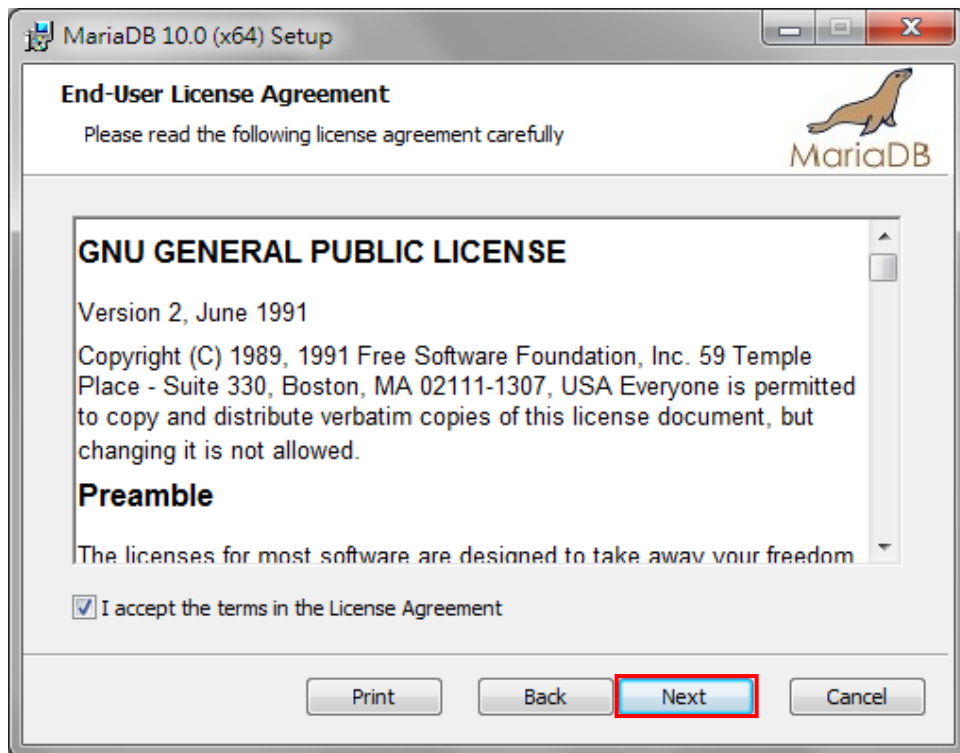 MariaDB 10.0 (x64) Setup
End-User License Agreement
Please read the following license agreement carefully
MariaDB
GNU GENERAL PUBLIC LICENSE
Version 2, June 1991
Copyright (C) 1989, 1991 Free Software Foundation, Inc. 59 Temple
Place - Suite 330, Boston, MA 02111-1307, USA Everyone is permitted
to copy and distribute verbatim copies of this license document, but
changing it is not allowed.
Preamble
The licenses for most software are designed to take away your freedom
I accept the terms in the License Agreement
Print
Back
Next
Cancel